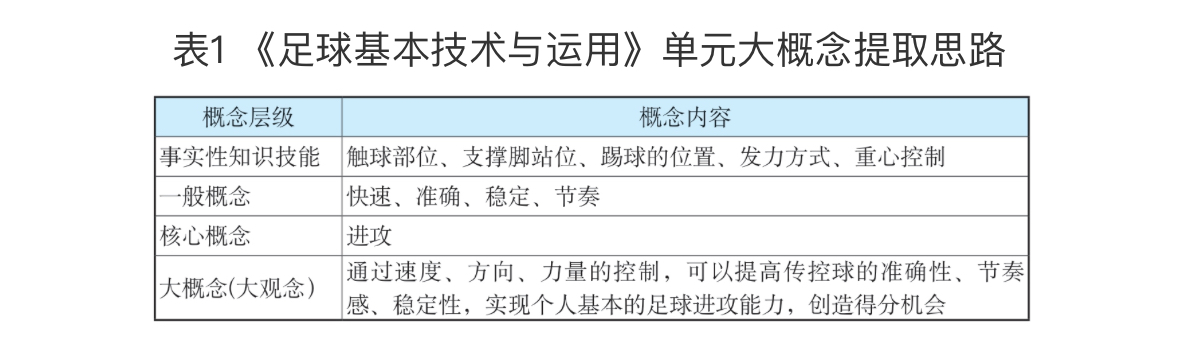 表1 《足球基本技术与运用》单元大概念提取思路
概念层级 概念内容
事实性知识技能 触球部位、支撑脚站位、踢球的位置、发力方式、重心控制
一般概念 快速、准确、稳定、节奏
核心概念 进攻
大概念(大观念) 通过速度、方向、力量的控制，可以提高传控球的准确性、节奏
感、稳定性，实现个人基本的足球进攻能力，创造得分机会